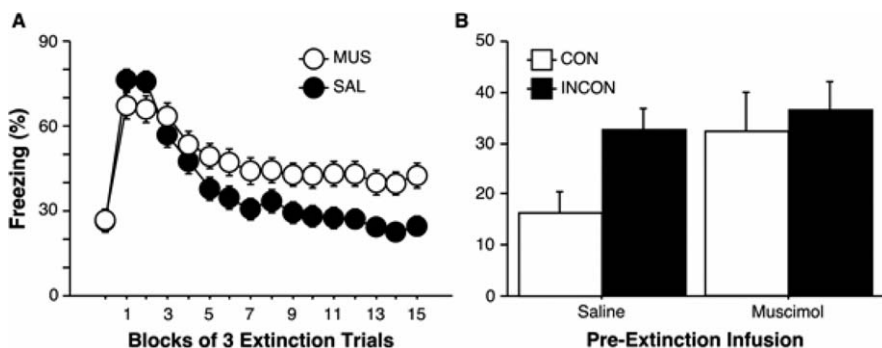 A
90
60
30
0
Freezing (%)
MUS
SAL
1 3 5 7 9 11 13 15
Blocks of 3 Extinction Trials
B
50
40
30
20
10
0
CON
INCON
Saline Muscimol
Pre-Extinction Infusion